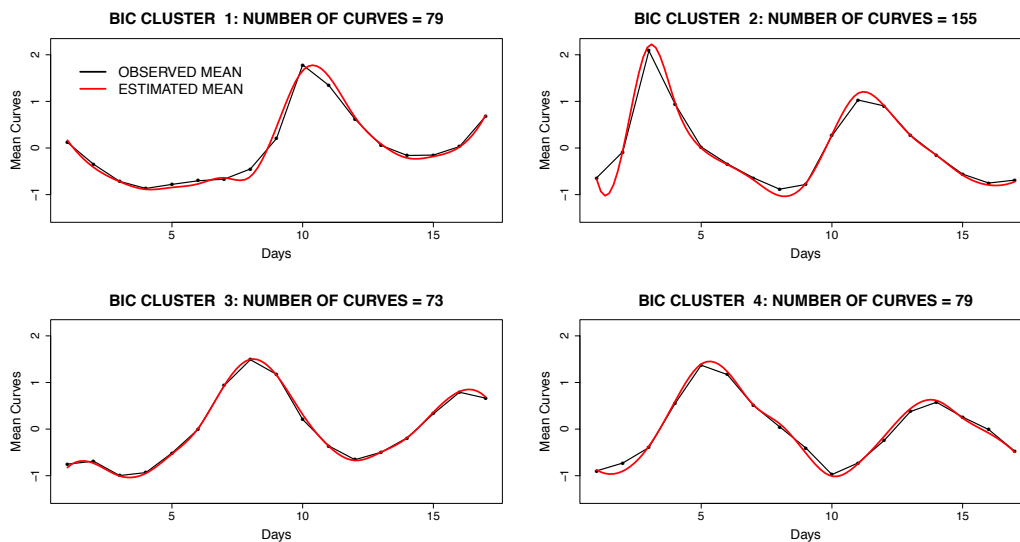 BIC CLUSTER 1: NUMBER OF CURVES = 79
Mean Curves
2
1
0
−1
OBSERVED MEAN
ESTIMATED MEAN
5
10
15
Days
BIC CLUSTER 2: NUMBER OF CURVES = 155
Mean Curves
2
1
0
−1
5
10
15
Days
BIC CLUSTER 3: NUMBER OF CURVES = 73
Mean Curves
2
1
0
−1
5
10
15
Days
BIC CLUSTER 4: NUMBER OF CURVES = 79
Mean Curves
2
1
0
−1
5
10
15
Days